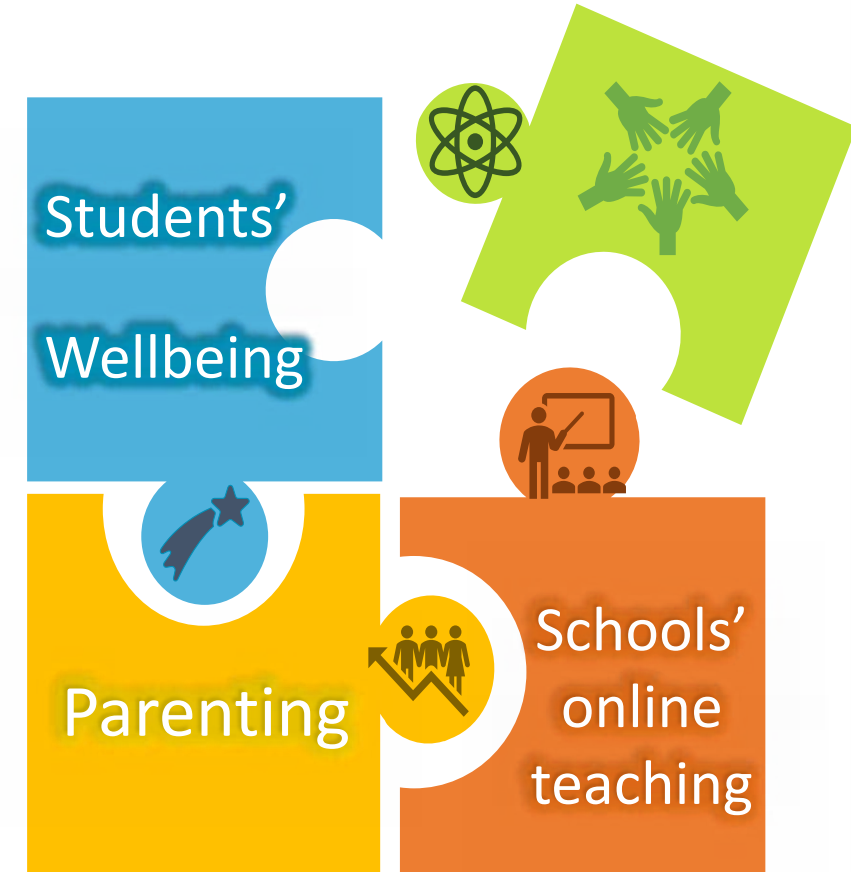 Students’
Wellbeing
Parenting
Schools’
online
teaching